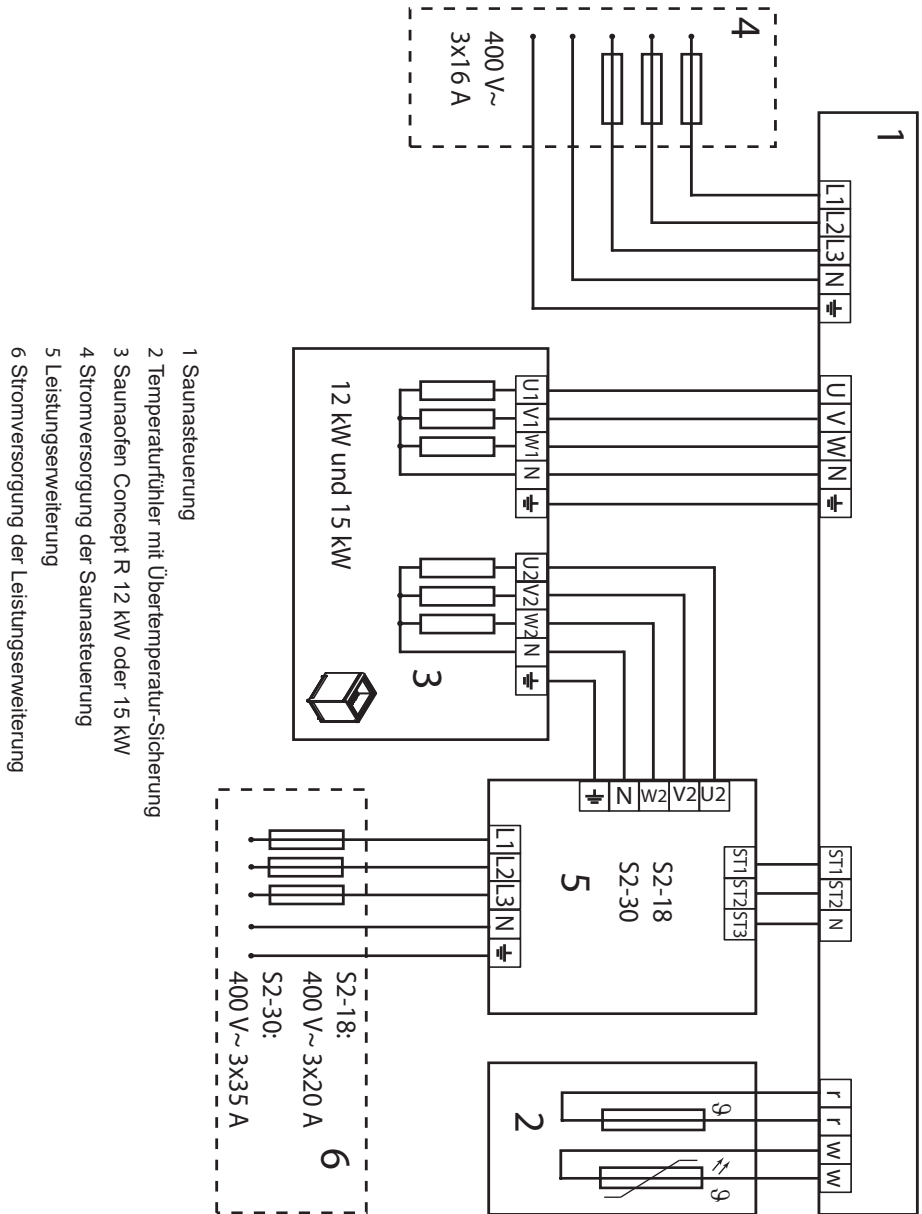 1
L1 L2 L3 N
U V W N
ST1 ST2 N
r r w w
4
400 V~
3x16 A
U1 V1 W1 N
U2 V2 W2 N
12 kW und 15 kW
3
U2 V2 W2 N
ST1 ST2 ST3
S2-18
S2-30
5
L1 L2 L3 N
S2-18:
400 V~ 3x20 A
S2-30:
400 V~ 3x35 A
6
ϑ
ϑ
2
1 Saunasteuerung
2 Temperaturfühler mit Übertemperatur-Sicherung
3 Saunaofen Concept R 12 kW oder 15 kW
4 Stromversorgung der Saunasteuerung
5 Leistungserweiterung
6 Stromversorgung der Leistungserweiterung